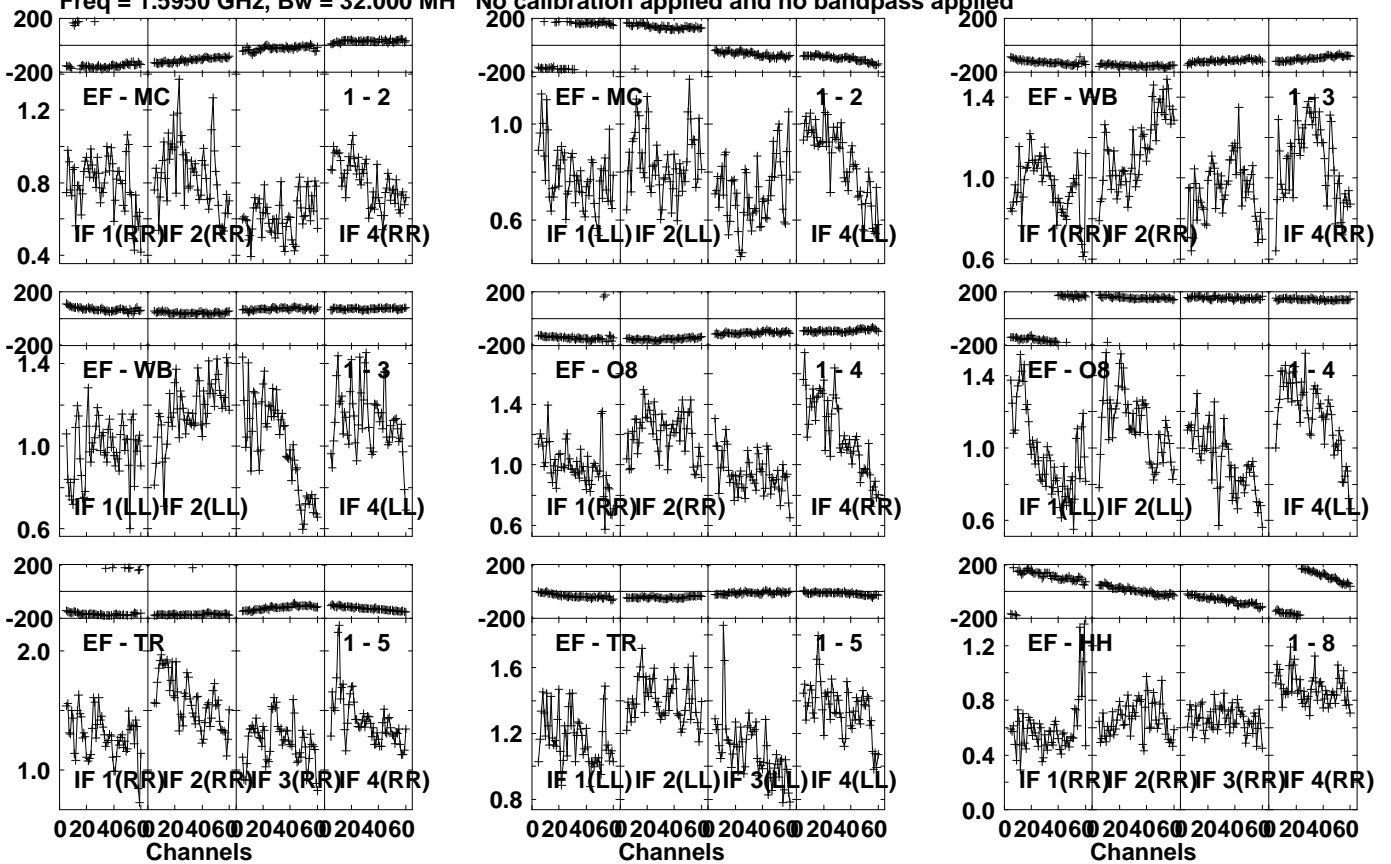 Freq = 1.5950 GHz, Bw = 32.000 MH No calibration applied and no bandpass applied
200
-200
EF - MC 1 - 2
1.2
0.8
0.4
IF 1(RR) IF 2(RR) IF 4(RR)
EF - MC 1 - 2
200
-200
1.0
0.6
IF 1(LL) IF 2(LL) IF 4(LL)
200
-200
EF - WB 1 - 3
1.4
1.0
0.6
IF 1(RR) IF 2(RR) IF 4(RR)
200
-200
EF - WB 1 - 3
1.4
1.0
0.6
IF 1(LL) IF 2(LL) IF 4(LL)
200
-200
EF - O8 1 - 4
1.4
1.0
0.6
IF 1(RR) IF 2(RR) IF 4(RR)
200
-200
EF - O8 1 - 4
1.4
1.0
0.6
IF 1(LL) IF 2(LL) IF 4(LL)
200
-200
EF - TR 1 - 5
2.0
1.0
IF 1(RR) IF 2(RR) IF 3(RR) IF 4(RR)
0 20 40 60 0 20 40 60 0 20 40 60 0 20 40 60
Channels
200
-200
EF - TR 1 - 5
1.6
1.2
0.8
IF 1(LL) IF 2(LL) IF 3(LL) IF 4(LL)
0 20 40 60 0 20 40 60 0 20 40 60 0 20 40 60
Channels
200
-200
EF - HH 1 - 8
1.2
0.8
0.4
0.0
IF 1(RR) IF 2(RR) IF 3(RR) IF 4(RR)
0 20 40 60 0 20 40 60 0 20 40 60 0 20 40 60
Channels